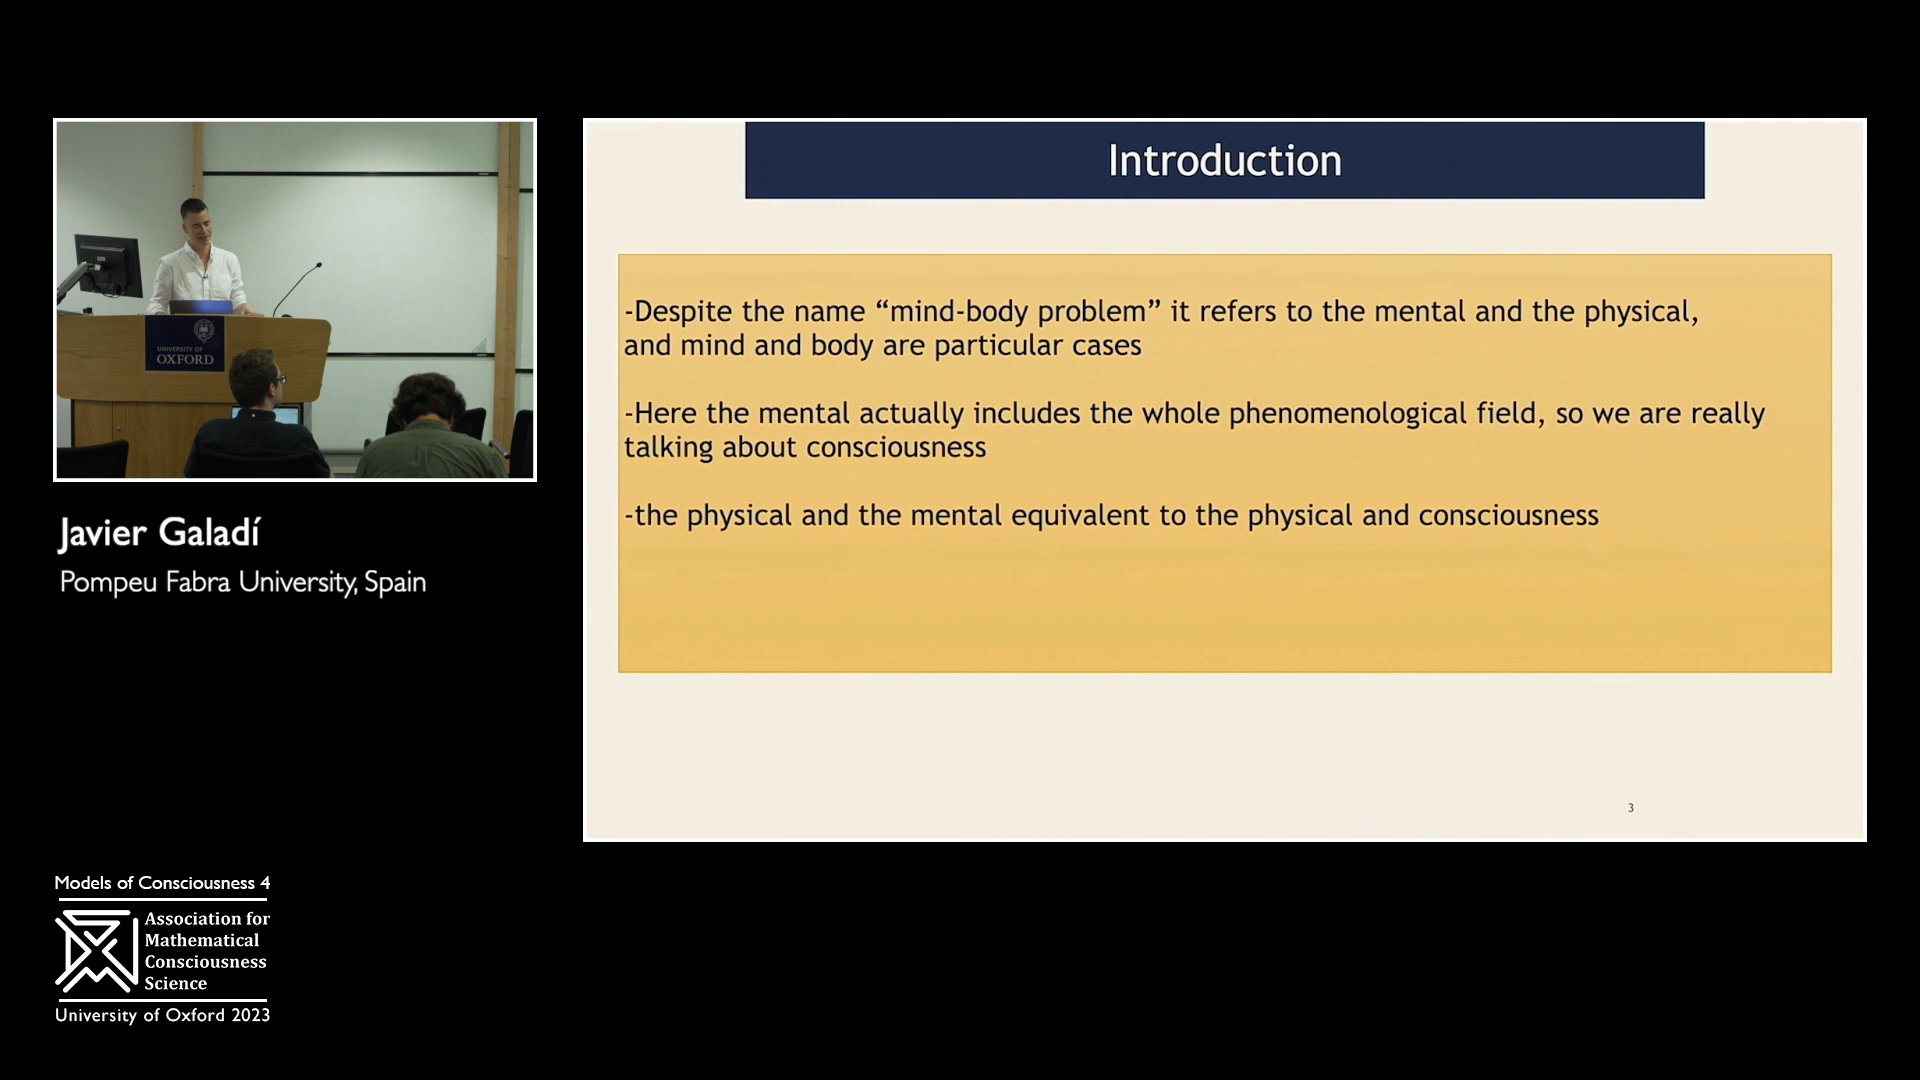 Introduction
-Despite the name “mind-body problem” it refers to the mental and the physical,
and mind and body are particular cases
-Here the mental actually includes the whole phenomenological field, so we are really
talking about consciousness
-the physical and the mental equivalent to the physical and consciousness
3
UNIVERSITY OF
OXFORD
Javier Galadí
Pompeu Fabra University, Spain
Models of Consciousness 4
Association for
Mathematical
Consciousness
Science
University of Oxford 2023